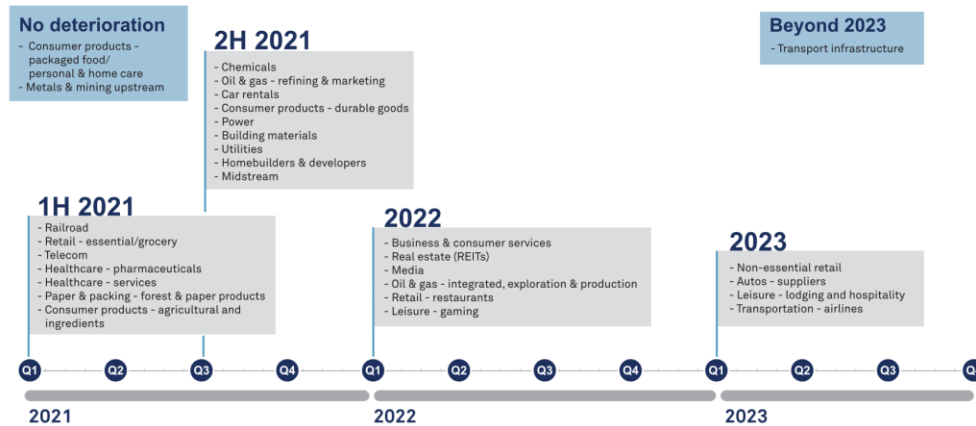 No deterioration
- Consumer products -
packaged food/
personal & home care
- Metals & mining upstream
2H 2021
- Chemicals
- Oil & gas - refining & marketing
- Car rentals
- Consumer products - durable goods
- Power
- Building materials
- Utilities
- Homebuilders & developers
- Midstream
Beyond 2023
- Transport infrastructure
1H 2021
- Railroad
- Retail - essential/grocery
- Telecom
- Healthcare - pharmaceuticals
- Healthcare - services
- Paper & packing - forest & paper products
- Consumer products - agricultural and
ingredients
2022
- Business & consumer services
- Real estate (REITs)
- Media
- Oil & gas - integrated, exploration & production
- Retail - restaurants
- Leisure - gaming
2023
- Non-essential retail
- Autos - suppliers
- Leisure - lodging and hospitality
- Transportation - airlines
Q1 Q2 Q3 Q4 Q1 Q2 Q3 Q4 Q1 Q2 Q3
2021 2022 2023